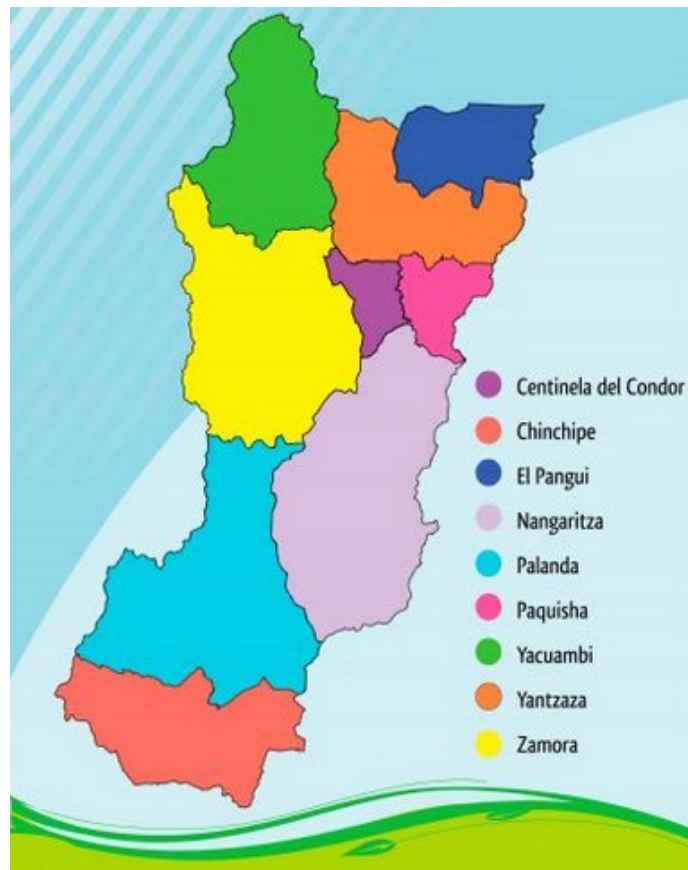 Centinela del Condor
Chinchipe
El Pangui
Nangaritza
Palanda
Paquisha
Yacuambi
Yantzaza
Zamora